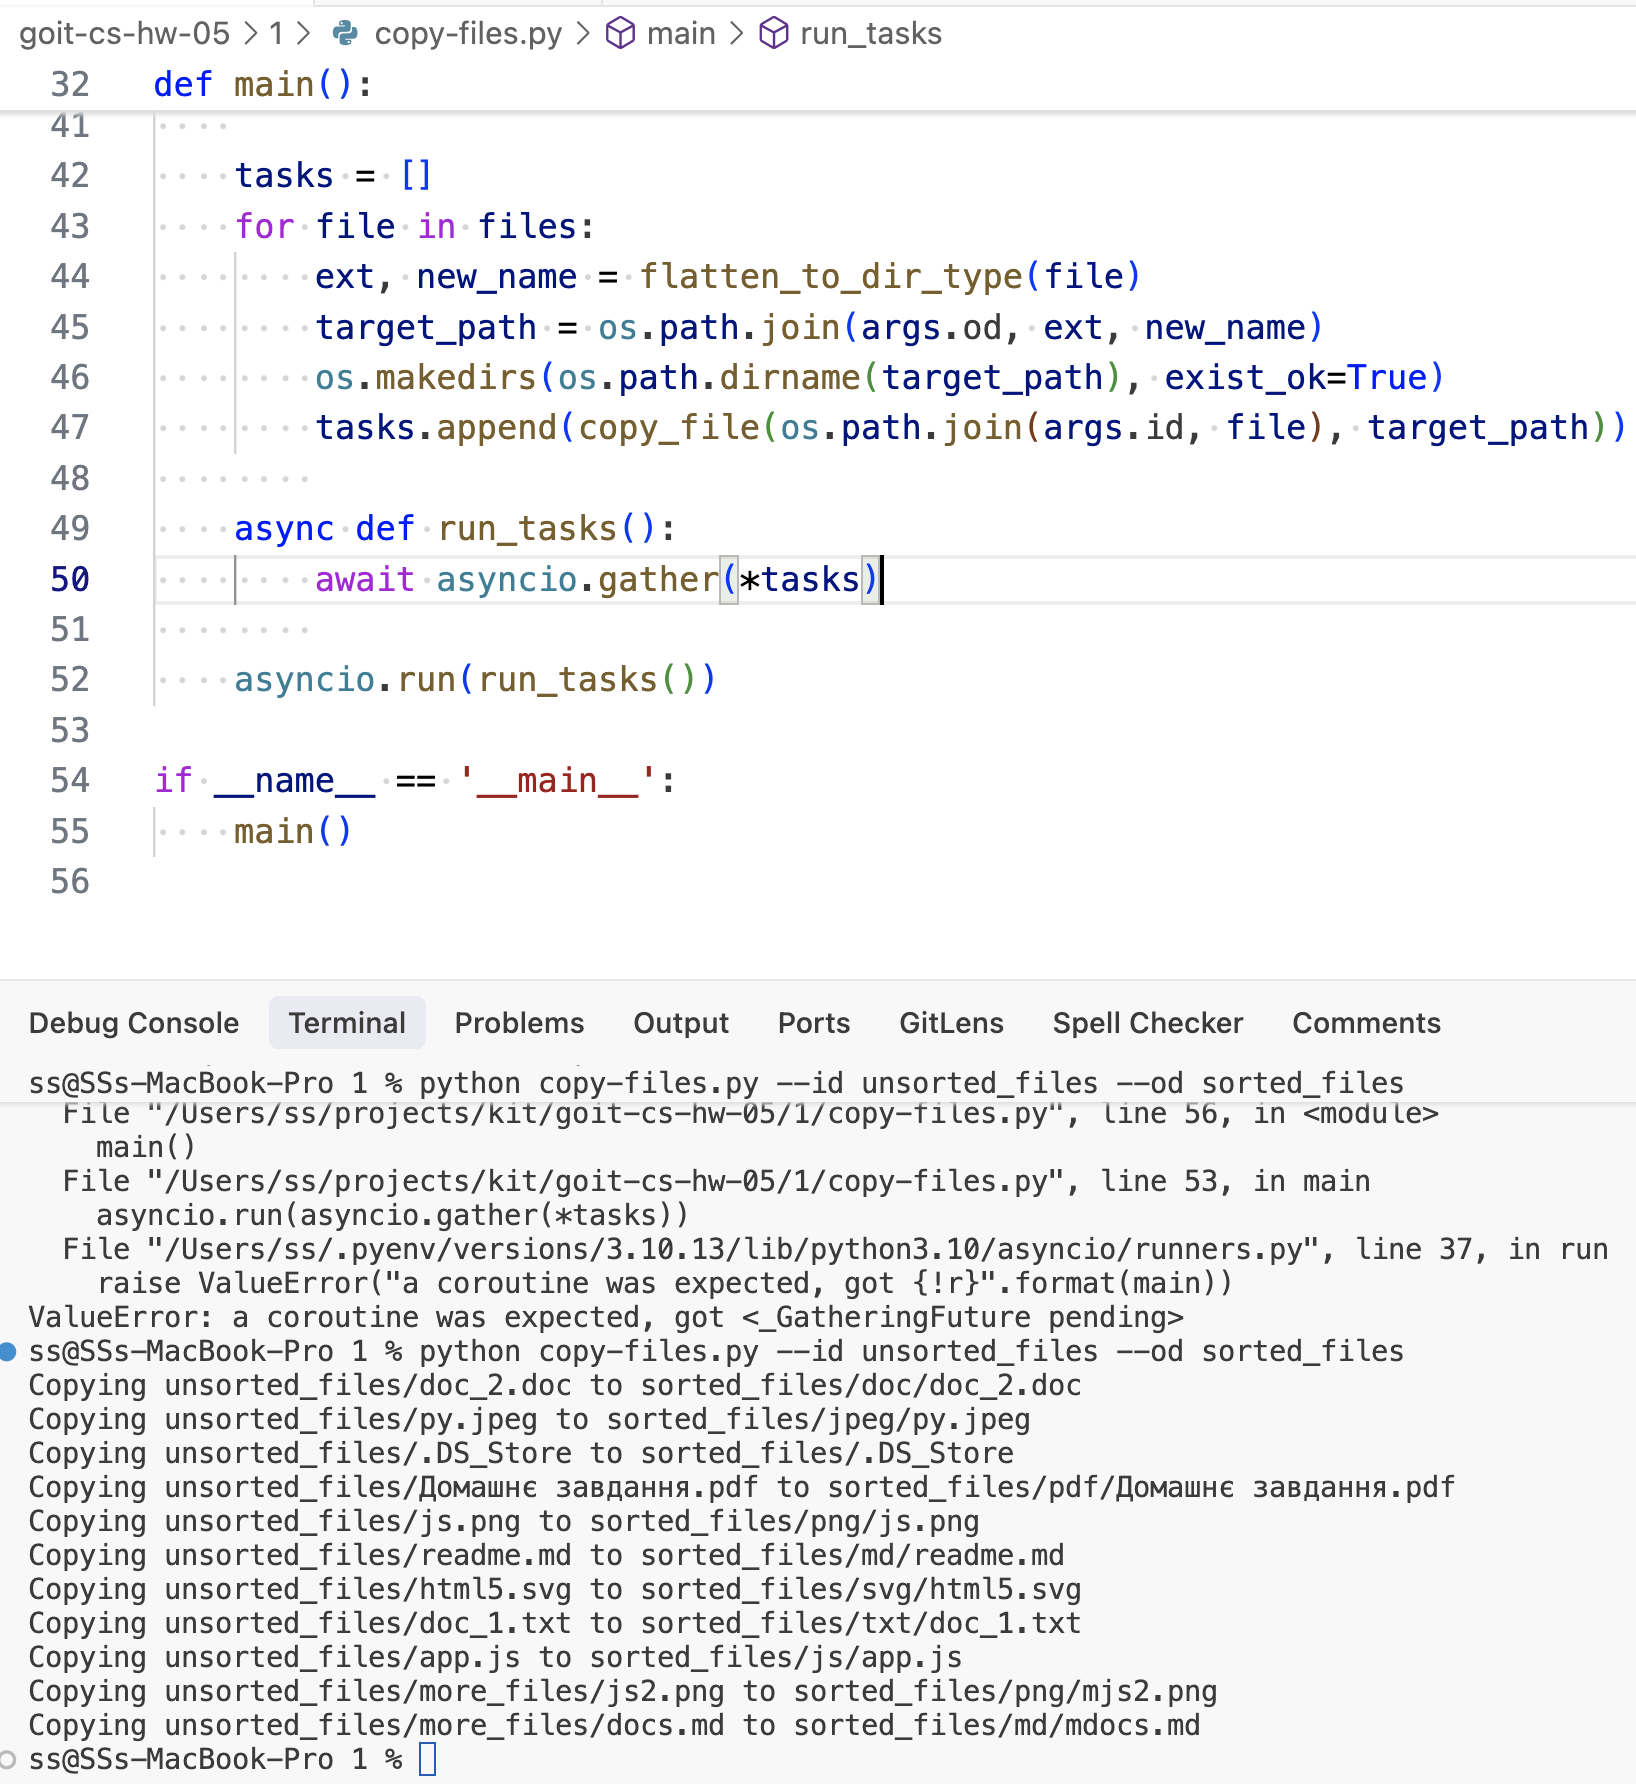 goit-cs-hw-05 > 1 > copy-files.py > main > run_tasks
32 def main():
41
42 tasks = []
43 for file in files:
44 ext, new_name = flatten_to_dir_type(file)
45 target_path = os.path.join(args.od, ext, new_name)
46 os.makedirs(os.path.dirname(target_path), exist_ok=True)
47 tasks.append(copy_file(os.path.join(args.id, file), target_path))
48
49 async def run_tasks():
50 await asyncio.gather(*tasks)
51
52 asyncio.run(run_tasks())
53
54 if __name__ == '__main__':
55 main()
56
Debug Console Terminal Problems Output Ports GitLens Spell Checker Comments
ss@SSs-MacBook-Pro 1 % python copy-files.py --id unsorted_files --od sorted_files
File "/Users/ss/projects/kit/goit-cs-hw-05/1/copy-files.py", line 56, in <module>
main()
File "/Users/ss/projects/kit/goit-cs-hw-05/1/copy-files.py", line 53, in main
asyncio.run(asyncio.gather(*tasks))
File "/Users/ss/.pyenv/versions/3.10.13/lib/python3.10/asyncio/runners.py", line 37, in run
raise ValueError("a coroutine was expected, got {!r}".format(main))
ValueError: a coroutine was expected, got <_GatheringFuture pending>
ss@SSs-MacBook-Pro 1 % python copy-files.py --id unsorted_files --od sorted_files
Copying unsorted_files/doc_2.doc to sorted_files/doc/doc_2.doc
Copying unsorted_files/py.jpeg to sorted_files/jpeg/py.jpeg
Copying unsorted_files/.DS_Store to sorted_files/.DS_Store
Copying unsorted_files/Домашнє завдання.pdf to sorted_files/pdf/Домашнє завдання.pdf
Copying unsorted_files/js.png to sorted_files/png/js.png
Copying unsorted_files/readme.md to sorted_files/md/readme.md
Copying unsorted_files/html5.svg to sorted_files/svg/html5.svg
Copying unsorted_files/doc_1.txt to sorted_files/txt/doc_1.txt
Copying unsorted_files/app.js to sorted_files/js/app.js
Copying unsorted_files/more_files/js2.png to sorted_files/png/mjs2.png
Copying unsorted_files/more_files/docs.md to sorted_files/md/mdocs.md
ss@SSs-MacBook-Pro 1 %